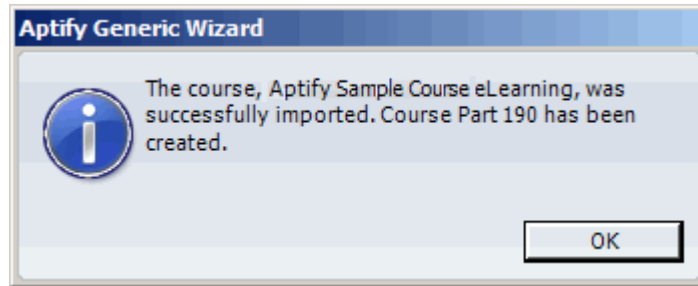 Aptify Generic Wizard
The course, Aptify Sample Course eLearning, was
successfully imported. Course Part 190 has been
created.
OK